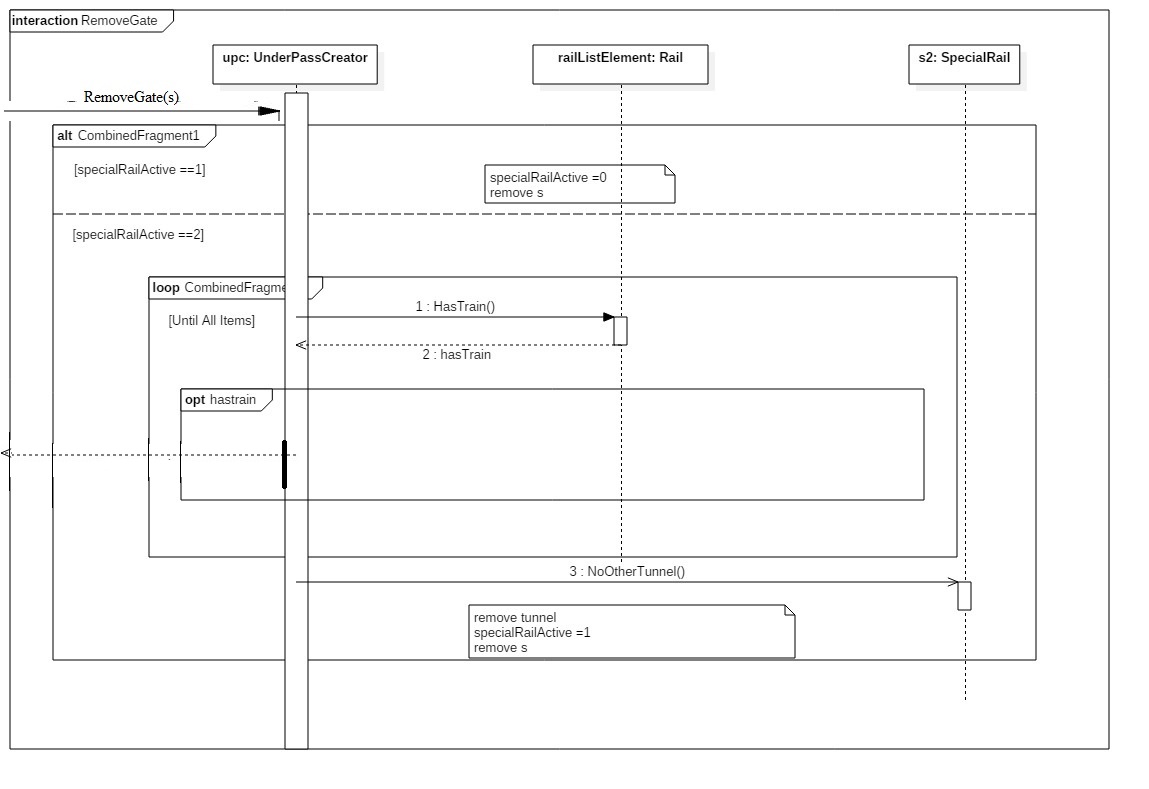 interaction RemoveGate
upc: UnderPassCreator
railListElement: Rail
s2: SpecialRail
RemoveGate(s)
alt CombinedFragment1
[specialRailActive ==1]
specialRailActive =0
remove s
[specialRailActive ==2]
loop CombinedFragme
1 : HasTrain()
[Until All Items]
2 : hasTrain
opt hastrain
3 : NoOtherTunnel()
remove tunnel
specialRailActive =1
remove s